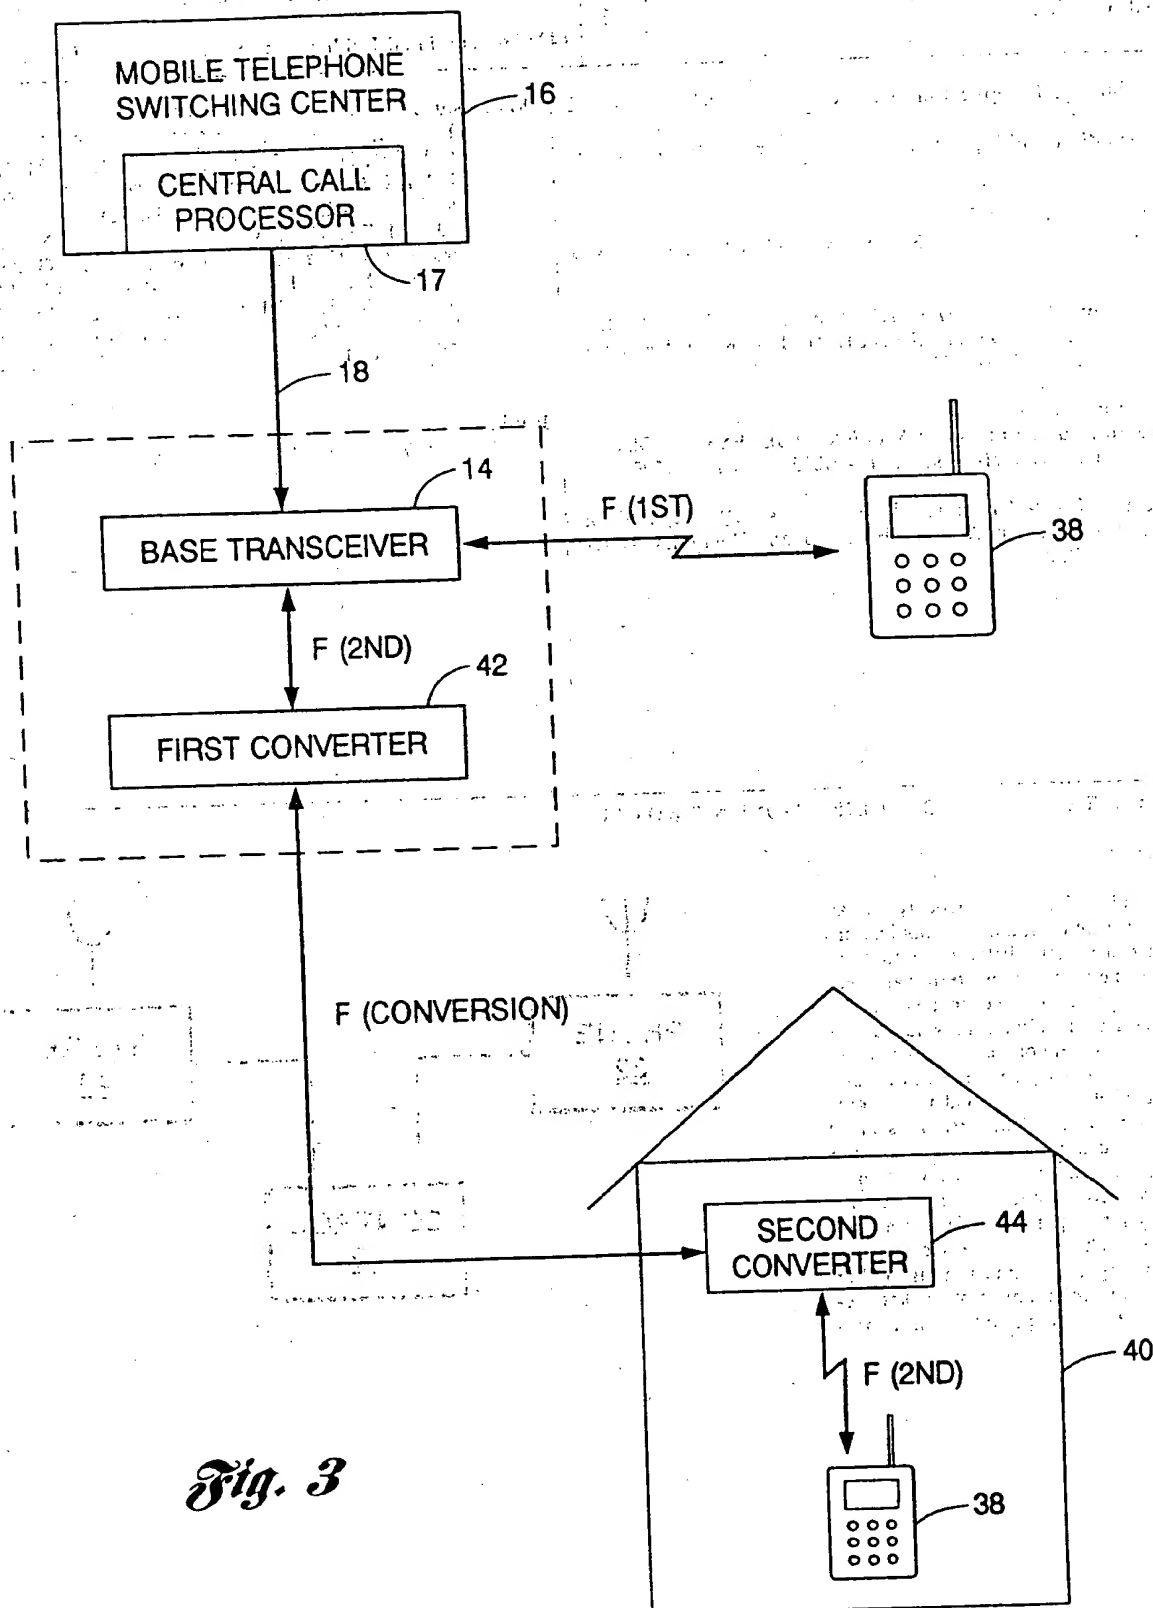 MOBILE TELEPHONE
SWITCHING CENTER
16
CENTRAL CALL
PROCESSOR
17
18
14
BASE TRANSCEIVER
F (1ST)
38
F (2ND)
42
FIRST CONVERTER
F (CONVERSION)
SECOND
CONVERTER
44
40
F (2ND)
38
Fig. 3